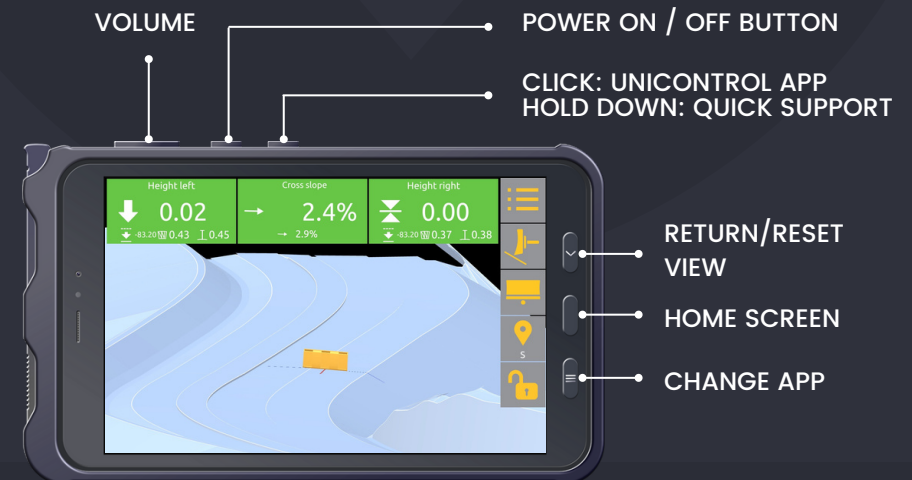 VOLUME
POWER ON / OFF BUTTON
CLICK: UNICONTROL APP
HOLD DOWN: QUICK SUPPORT
Height left
0.02
-83.20 0.43 0.45
Cross slope
2.4%
2.9%
Height right
0.00
-83.20 0.37 0.38
S
RETURN/RESET
VIEW
HOME SCREEN
CHANGE APP